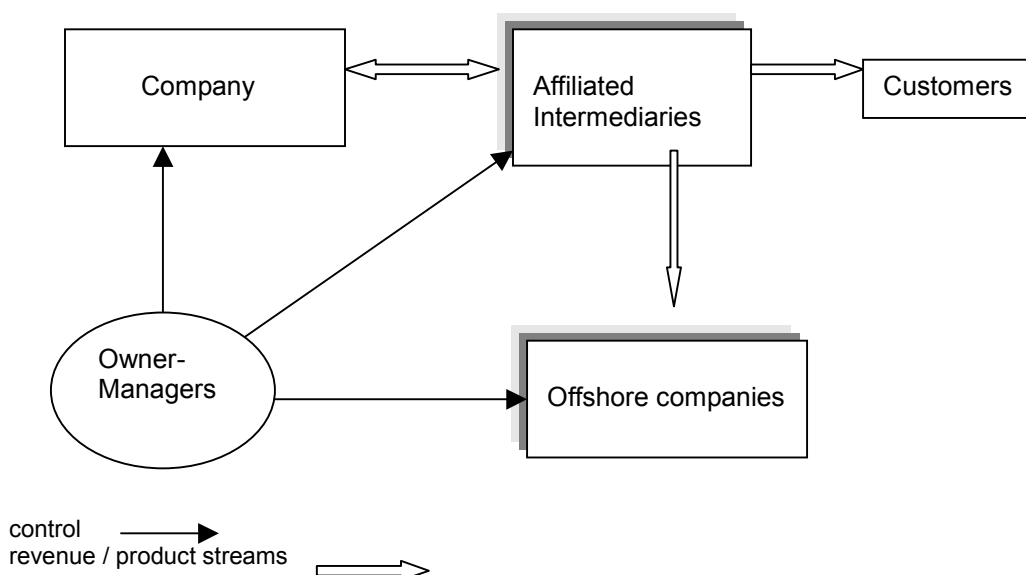 Company
Affiliated
Intermediaries
Customers
Owner-
Managers
Offshore companies
control
revenue / product streams